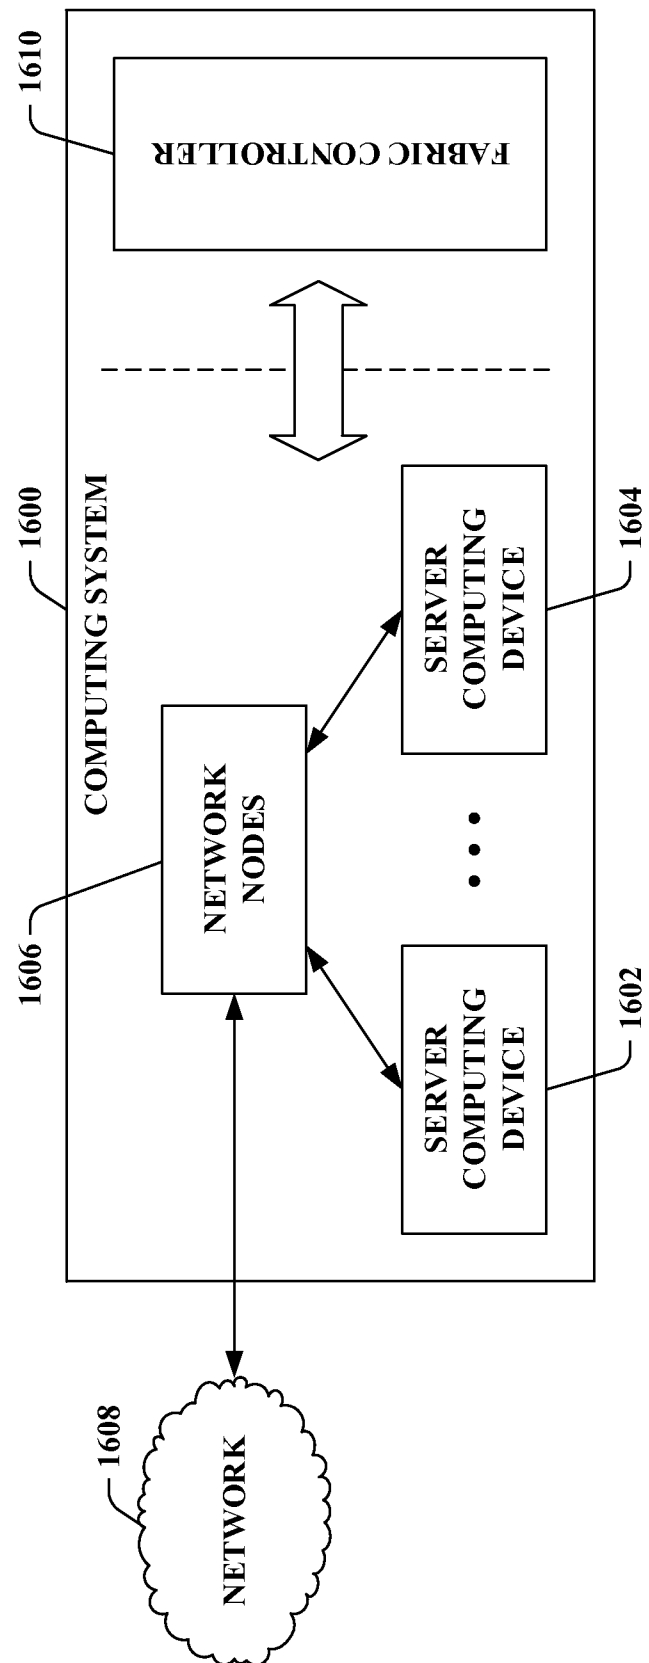 1600
COMPUTING SYSTEM
1606
NETWORK
NODES
1608
NETWORK
SERVER
COMPUTING
DEVICE
1602
SERVER
COMPUTING
DEVICE
1604
1610
FABRIC CONTROLLER